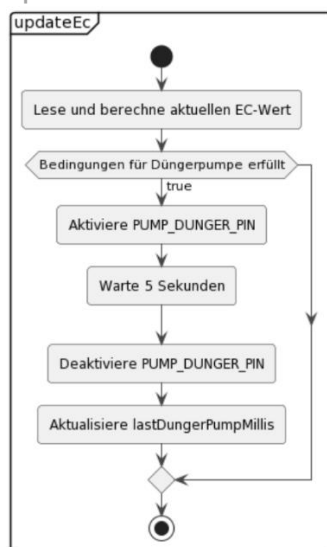 updateEc
Lese und berechne aktuellen EC-Wert
Bedingungen für Düngerpumpe erfüllt
true
Aktiviere PUMP_DUNGER_PIN
Warte 5 Sekunden
Deaktiviere PUMP_DUNGER_PIN
Aktualisiere lastDungerPumpMillis